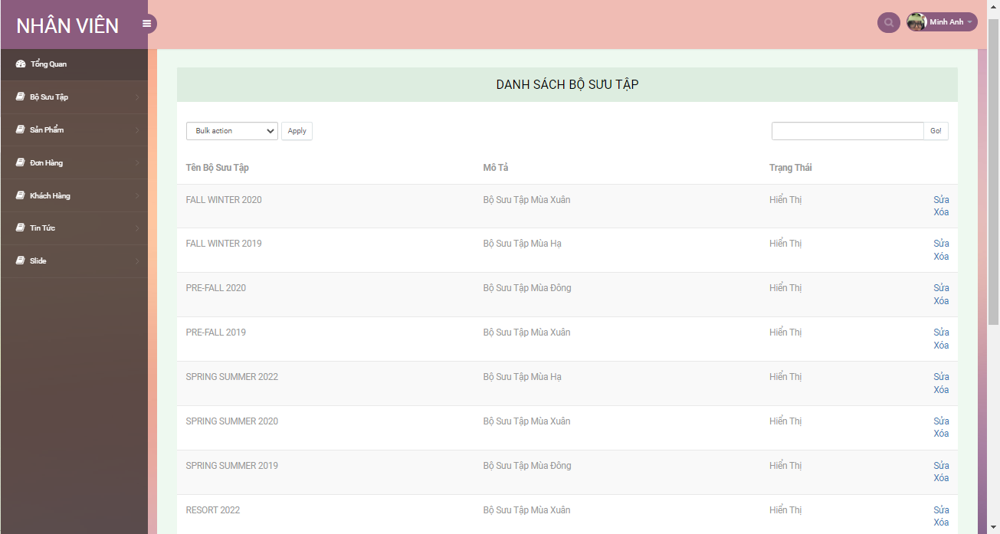 NHÂN VIÊN
Minh Anh
Tổng Quan
Bộ Sưu Tập
Sản Phẩm
Đơn Hàng
Khách Hàng
Tin Tức
Slide
DANH SÁCH BỘ SƯU TẬP
Bulk action Apply Go!
Tên Bộ Sưu Tập Mô Tả Trạng Thái
FALL WINTER 2020 Bộ Sưu Tập Mùa Xuân Hiển Thị Sửa
Xóa
FALL WINTER 2019 Bộ Sưu Tập Mùa Hạ Hiển Thị Sửa
Xóa
PRE-FALL 2020 Bộ Sưu Tập Mùa Đông Hiển Thị Sửa
Xóa
PRE-FALL 2019 Bộ Sưu Tập Mùa Xuân Hiển Thị Sửa
Xóa
SPRING SUMMER 2022 Bộ Sưu Tập Mùa Hạ Hiển Thị Sửa
Xóa
SPRING SUMMER 2020 Bộ Sưu Tập Mùa Xuân Hiển Thị Sửa
Xóa
SPRING SUMMER 2019 Bộ Sưu Tập Mùa Đông Hiển Thị Sửa
Xóa
RESORT 2022 Bộ Sưu Tập Mùa Xuân Hiển Thị Sửa
Xóa